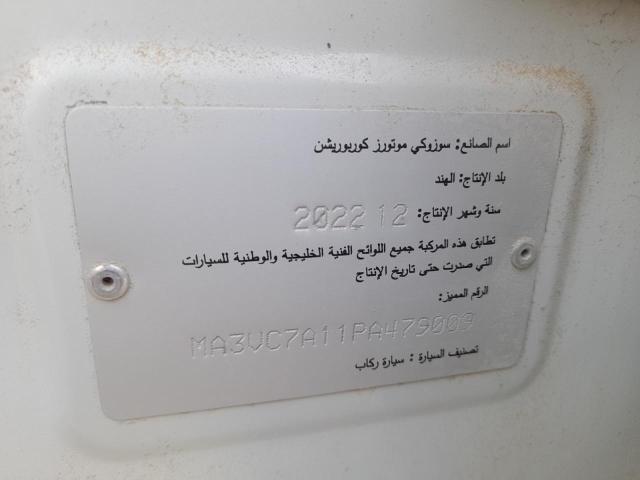 اسم الصانع: سوزوكي موتورز كوربوريشن
بلد الإنتاج: الهند
سنة وشهر الإنتاج: 12 2022
تطابق هذه المركبة جميع اللوائح الفنية الخليجية والوطنية للسيارات
التي صدرت حتى تاريخ الإنتاج
الرقم المميز:
MA3VC7A11PA479009
تصنيف السيارة : سيارة ركاب